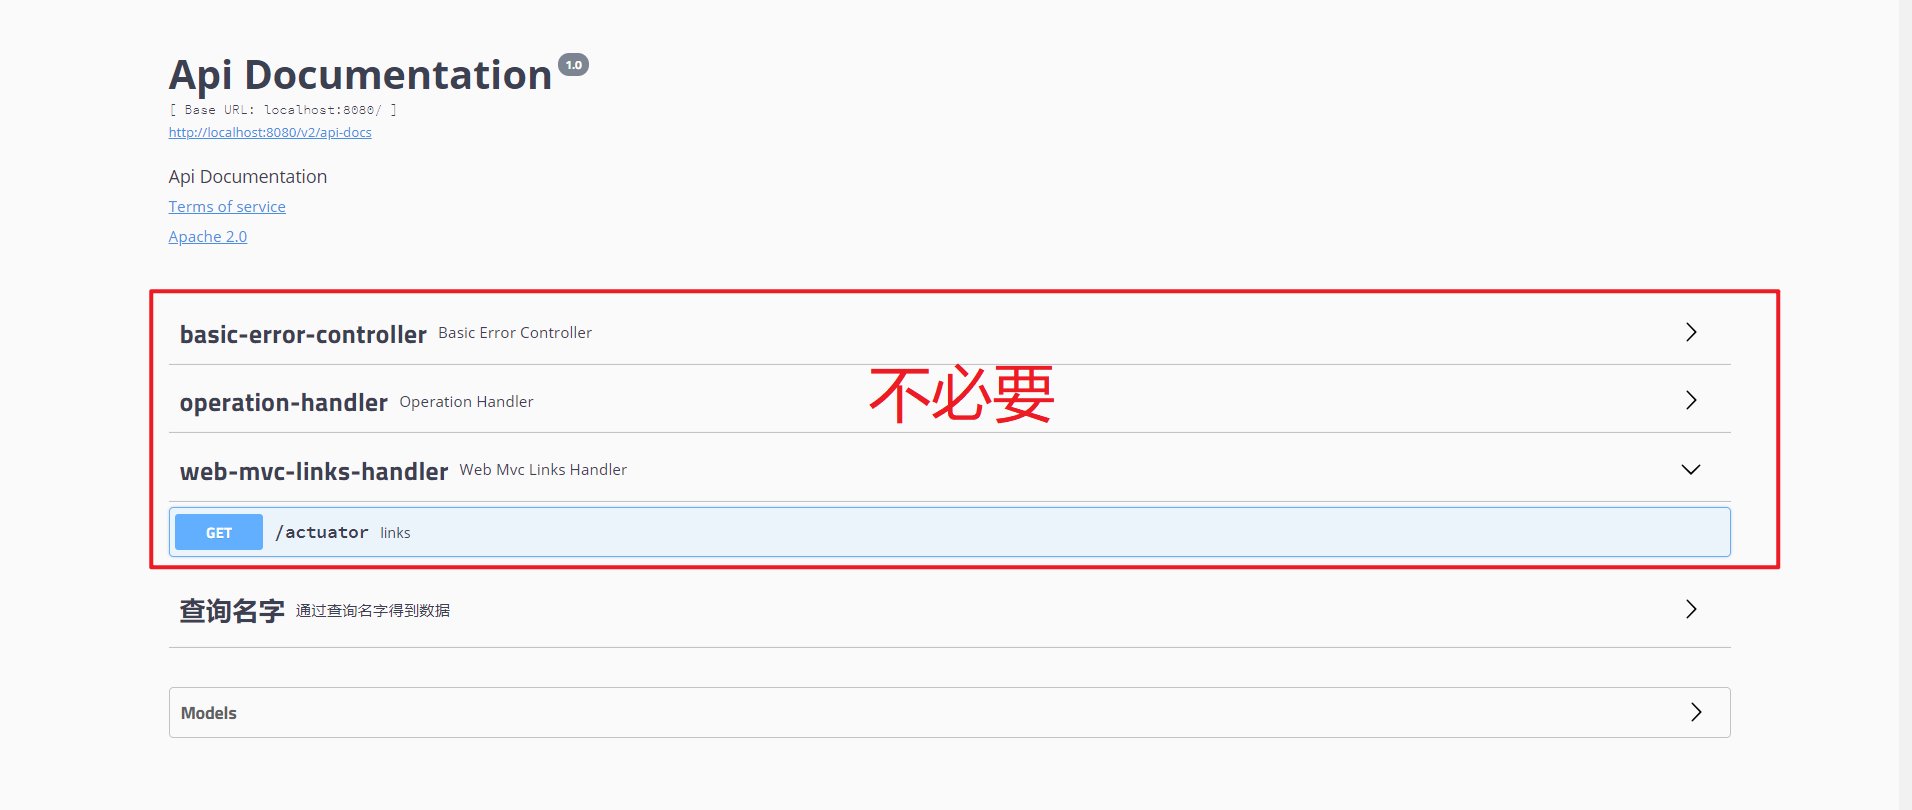 Api Documentation 1.0
[ Base URL: localhost:8080/ ]
http://localhost:8080/v2/api-docs
Api Documentation
Terms of service
Apache 2.0
basic-error-controller Basic Error Controller
不必要
operation-handler Operation Handler
web-mvc-links-handler Web Mvc Links Handler
GET /actuator links
查询名字 通过查询名字得到数据
Models